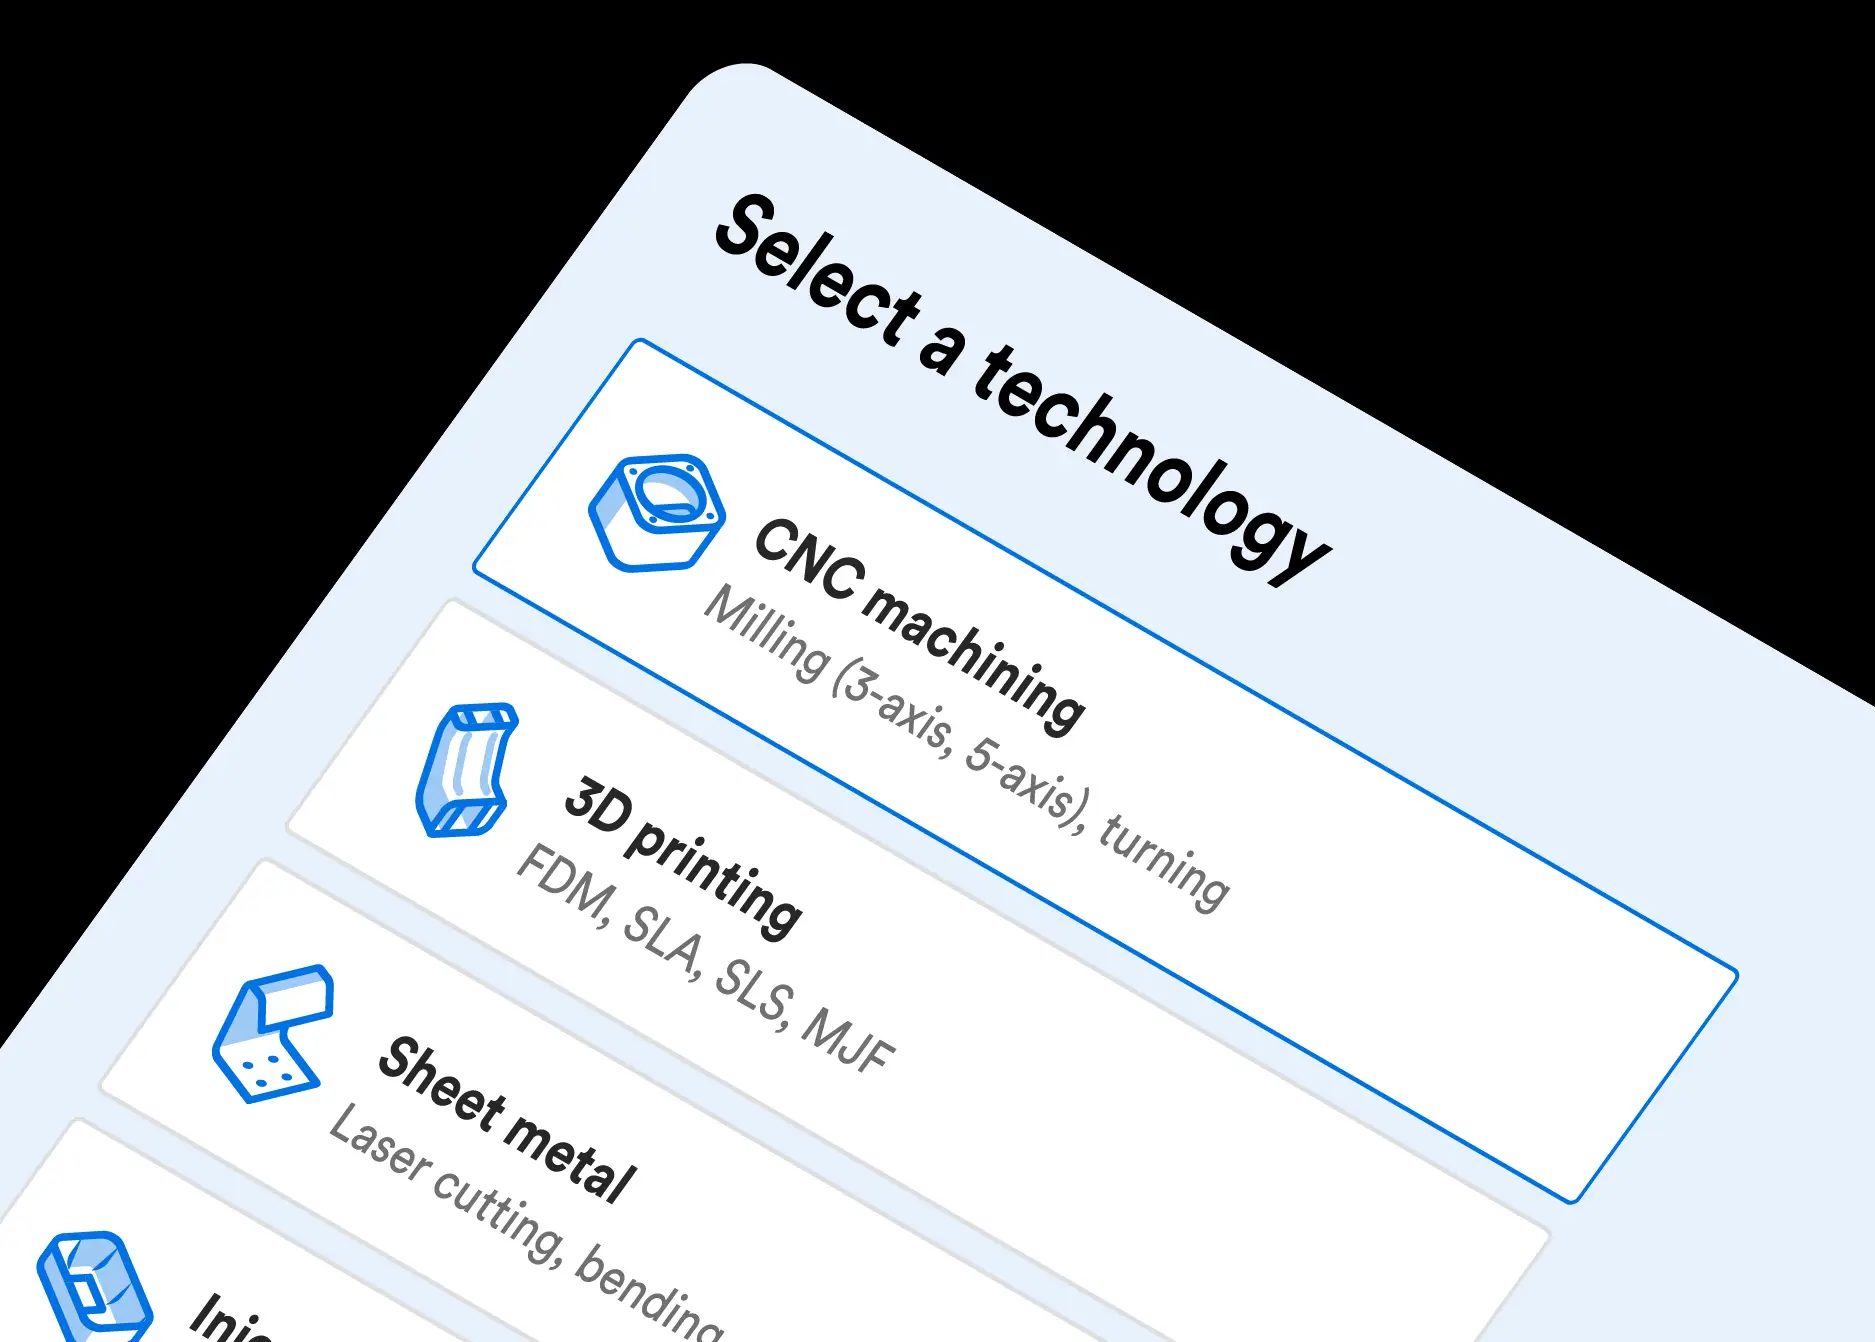 Select a technology
CNC machining
Milling (3-axis, 5-axis), turning
3D printing
FDM, SLA, SLS, MJF
Sheet metal
Laser cutting, bending